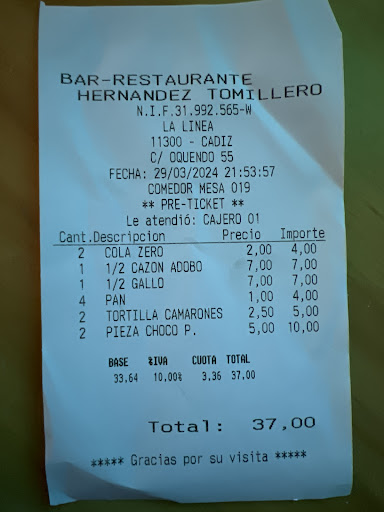 BAR-RESTAURANTE
HERNANDEZ TOMILLERO
N.I.F.31.992.565-W
LA LINEA
11300 - CADIZ
C/ OQUENDO 55
FECHA: 29/03/2024 21:53:57
COMEDOR MESA 019
** PRE-TICKET **
Le atendió: CAJERO 01
Cant.Descripcion Precio Importe
2 COLA ZERO 2,00 4,00
1 1/2 CAZON ADOBO 7,00 7,00
1 1/2 GALLO 7,00 7,00
4 PAN 1,00 4,00
2 TORTILLA CAMARONES 2,50 5,00
2 PIEZA CHOCO P. 5,00 10,00
BASE %IVA CUOTA TOTAL
33,64 10,00% 3,36 37,00
Total: 37,00
***** Gracias por su visita *****